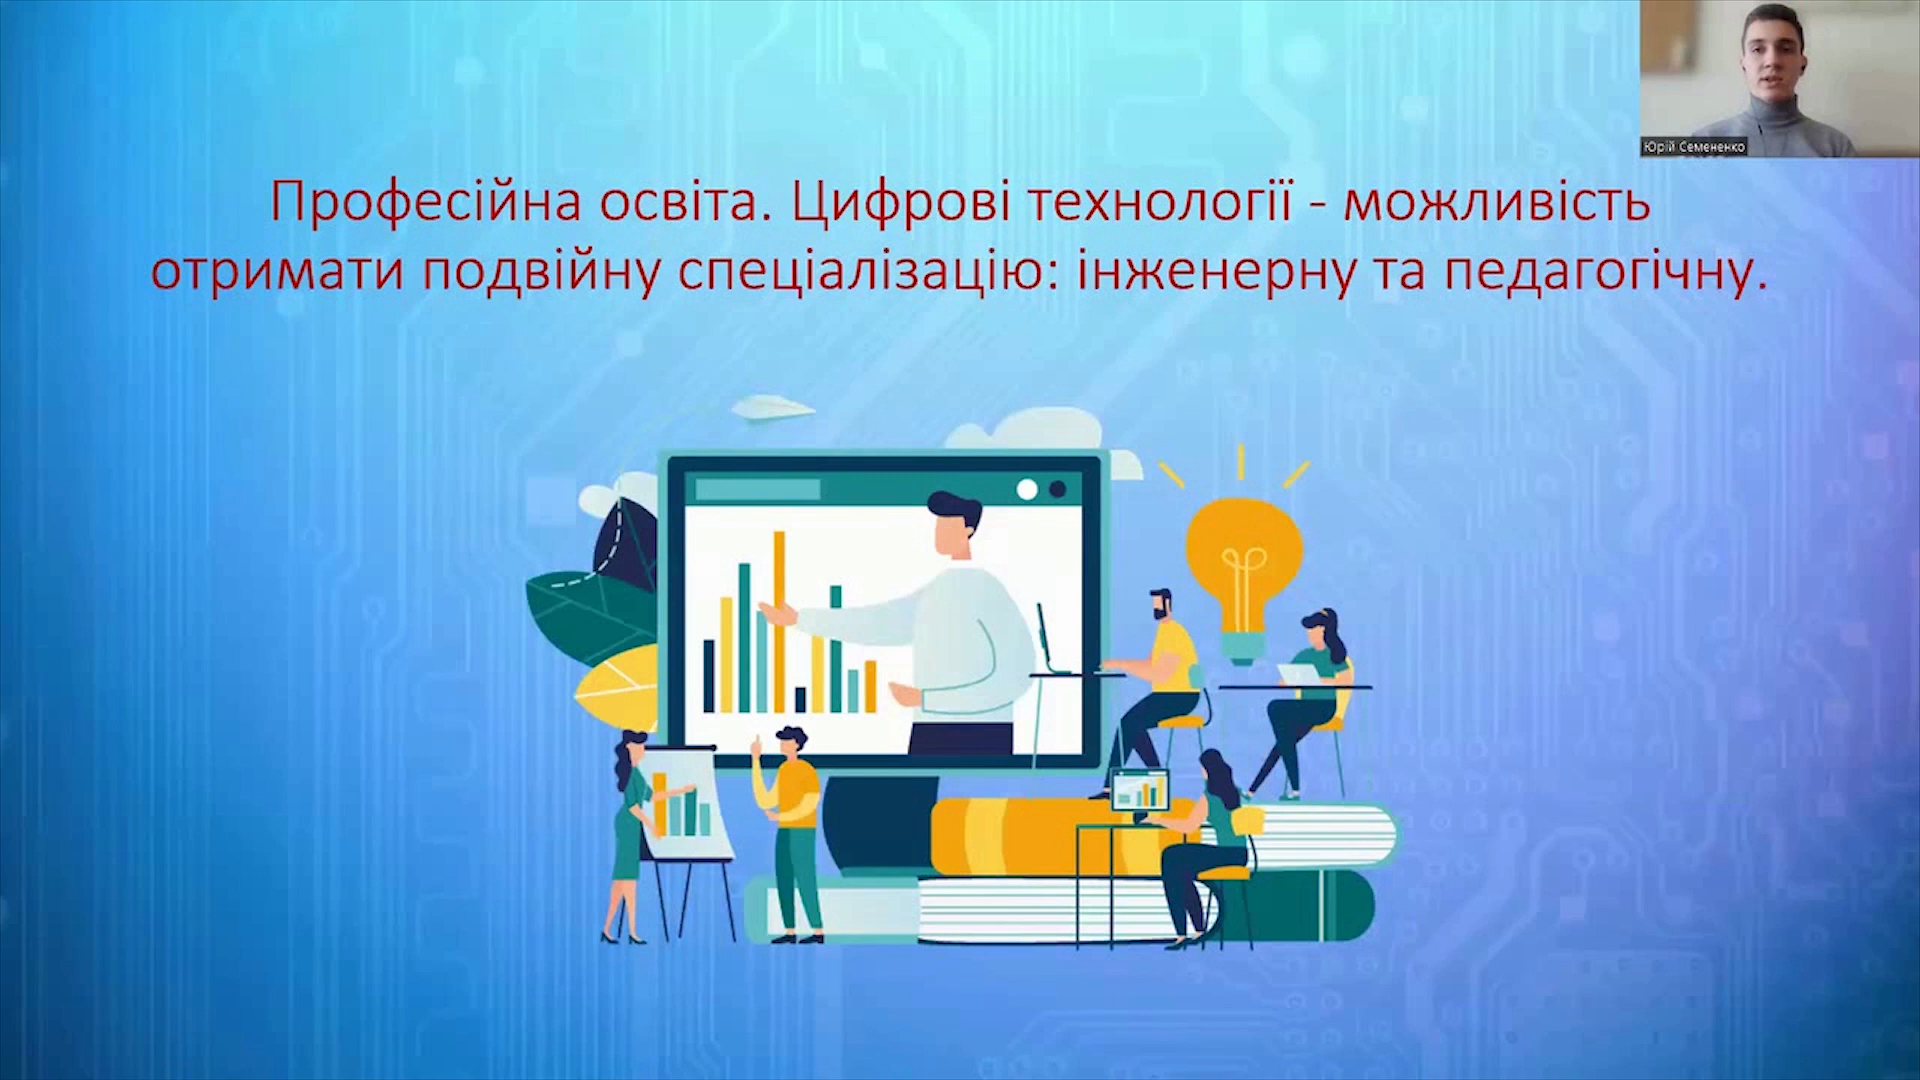 Юрій Семененко
Професійна освіта. Цифрові технології - можливість
отримати подвійну спеціалізацію: інженерну та педагогічну.